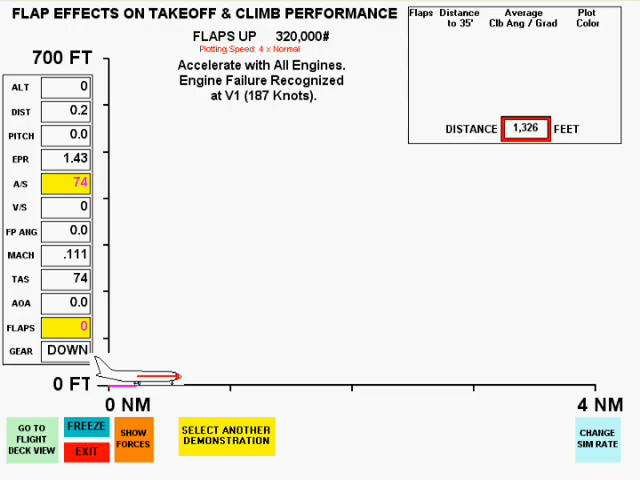 FLAP EFFECTS ON TAKEOFF & CLIMB PERFORMANCE
FLAPS UP 320,000#
Plotting Speed: 4 x Normal
Accelerate with All Engines.
Engine Failure Recognized
at V1 (187 Knots).
Flaps Distance to 35' Average Clb Ang / Grad Plot Color
DISTANCE 1,326 FEET
700 FT
ALT 0
DIST 0.2
PITCH 0.0
EPR 1.43
A/S 74
V/S 0
FP ANG 0.0
MACH .111
TAS 74
AOA 0.0
FLAPS 0
GEAR DOWN
0 FT
0 NM 4 NM
GO TO
FLIGHT
DECK VIEW
FREEZE
EXIT
SHOW
FORCES
SELECT ANOTHER
DEMONSTRATION
CHANGE
SIM RATE